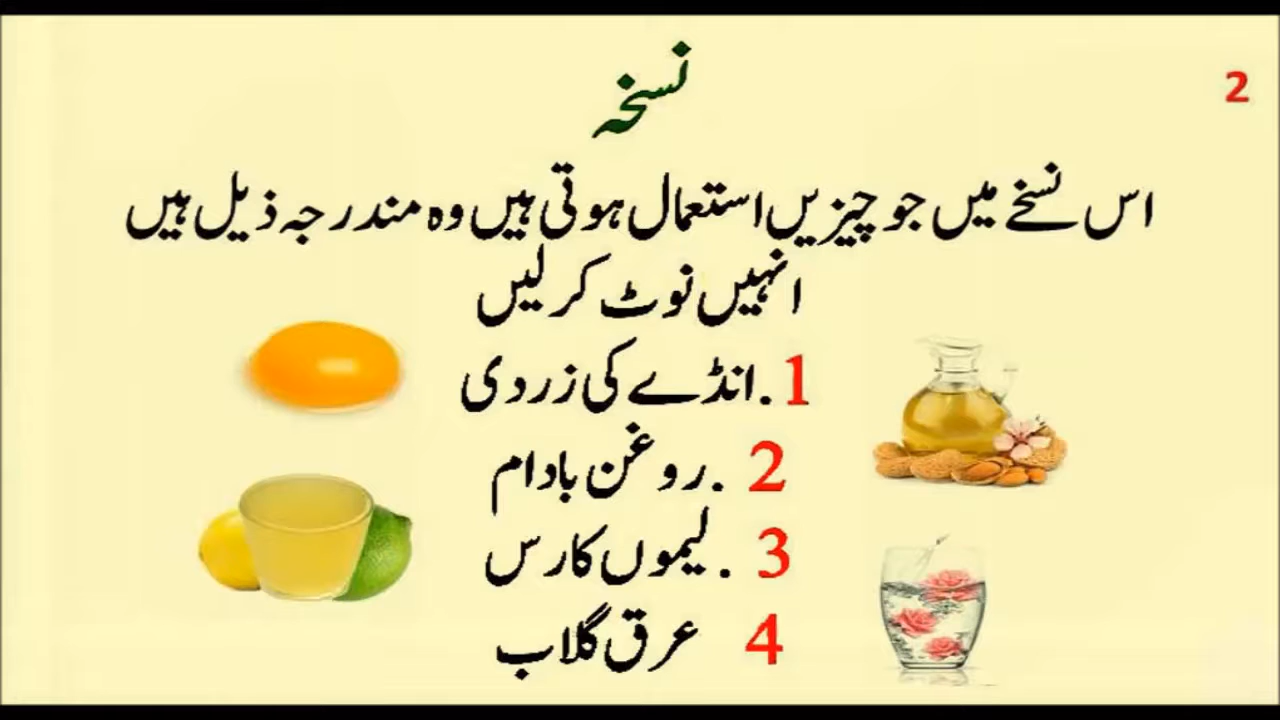 2
نسخہ
اس نسخے میں جو چیزیں استعمال ہوتی ہیں وہ مندرجہ ذیل ہیں
انہیں نوٹ کر لیں
1. انڈے کی زردی
2. روغن بادام
3. لیموں کا رس
4 عرق گلاب